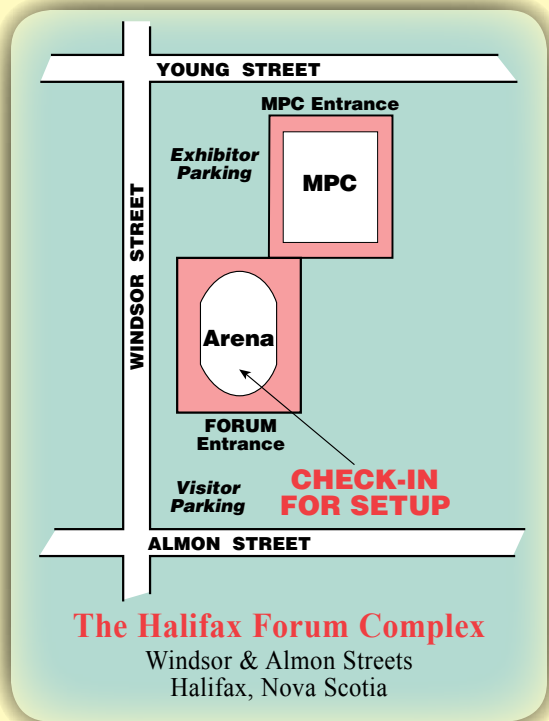 YOUNG STREET
MPC Entrance
Exhibitor
Parking
MPC
WINDSOR STREET
Arena
FORUM
Entrance
CHECK-IN
FOR SETUP
Visitor
Parking
ALMON STREET
The Halifax Forum Complex
Windsor & Almon Streets
Halifax, Nova Scotia